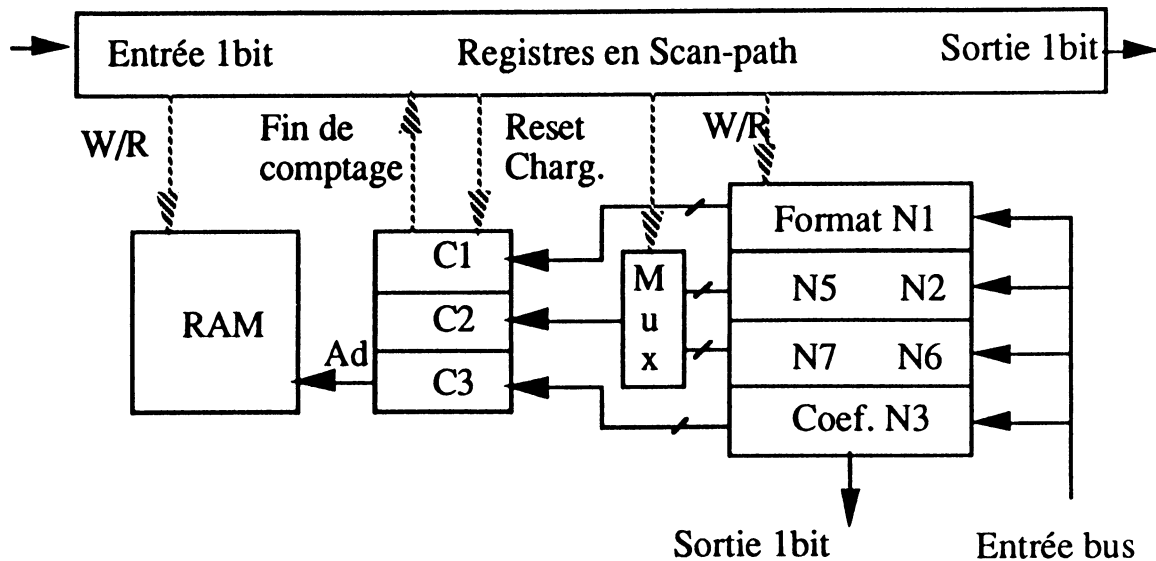 Entrée 1bit Registres en Scan-path Sortie 1bit
W/R Fin de comptage Reset Charg. W/R
Format N1
C1
M u x
N5 N2
RAM
C2
N7 N6
Ad
C3
Coef. N3
Sortie 1bit Entrée bus